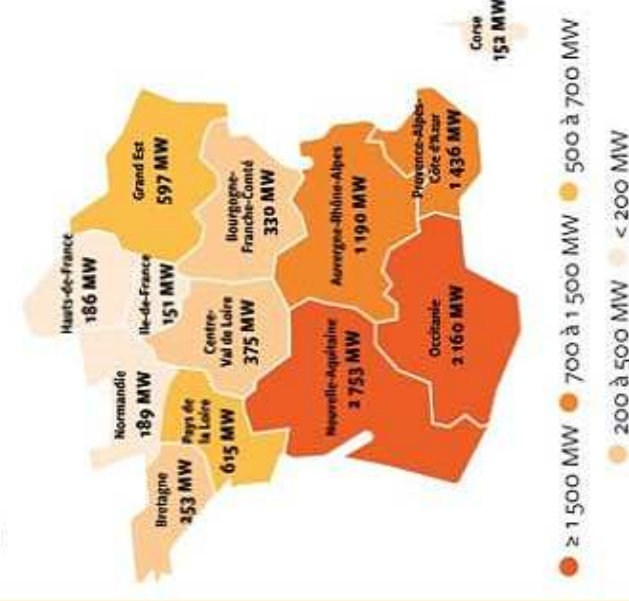 Hauts-de-France
186 MW
Normandie
189 MW
Ile-de-France
151 MW
Grand Est
597 MW
Bretagne
253 MW
Pays de
la Loire
615 MW
Centre-
Val de Loire
375 MW
Bourgogne-
Franche-Comté
330 MW
Nouvelle-Aquitaine
2 753 MW
Auvergne-Rhône-Alpes
1 190 MW
Occitanie
2 160 MW
Provence-Alpes-
Côte d'Azur
1 436 MW
Corse
152 MW
≥ 1 500 MW
700 à 1 500 MW
500 à 700 MW
200 à 500 MW
< 200 MW